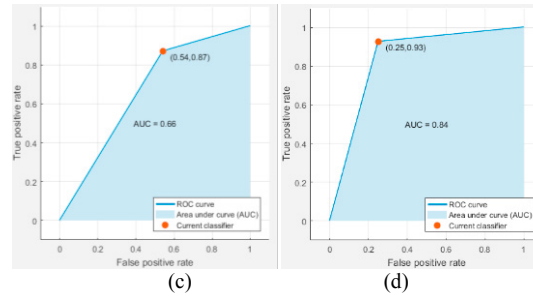 1
0.8
0.6
0.4
0.2
0
True positive rate
(0.54,0.87)
AUC = 0.66
ROC curve
Area under curve (AUC)
Current classifier
0 0.2 0.4 0.6 0.8 1
False positive rate
(c)
1
0.8
0.6
0.4
0.2
0
True positive rate
(0.25,0.93)
AUC = 0.84
ROC curve
Area under curve (AUC)
Current classifier
0 0.2 0.4 0.6 0.8 1
False positive rate
(d)